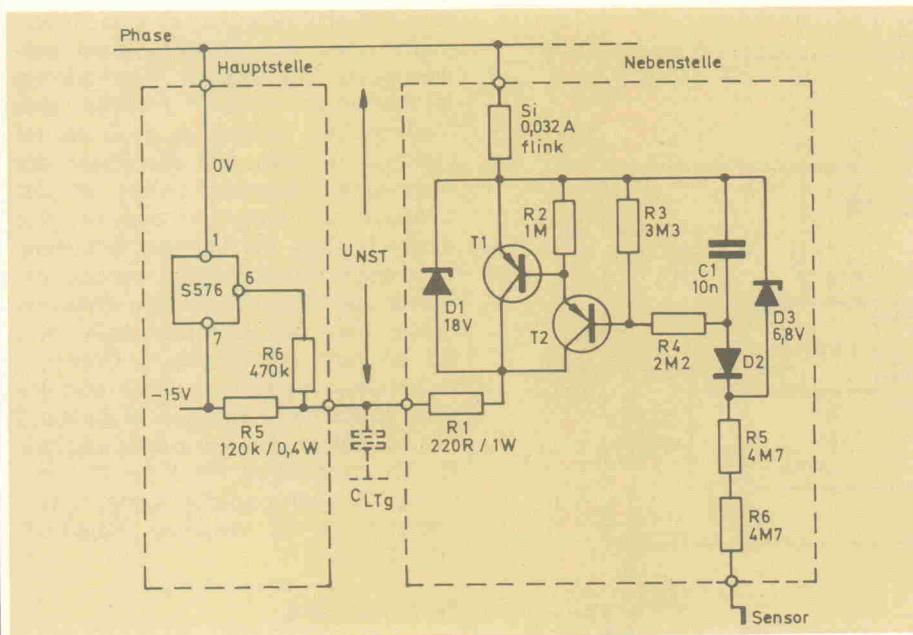 Phase
Hauptstelle
Nebenstelle
Si
0,032 A
flink
0V
1
S576
6
7
U_NST
R2
1M
R3
3M3
T1
C1
10n
D1
18V
T2
D3
6,8V
R4
2M2
D2
R6
470k
-15V
R5
120k / 0,4W
R1
220R / 1W
C_LTg
R5
4M7
R6
4M7
Sensor